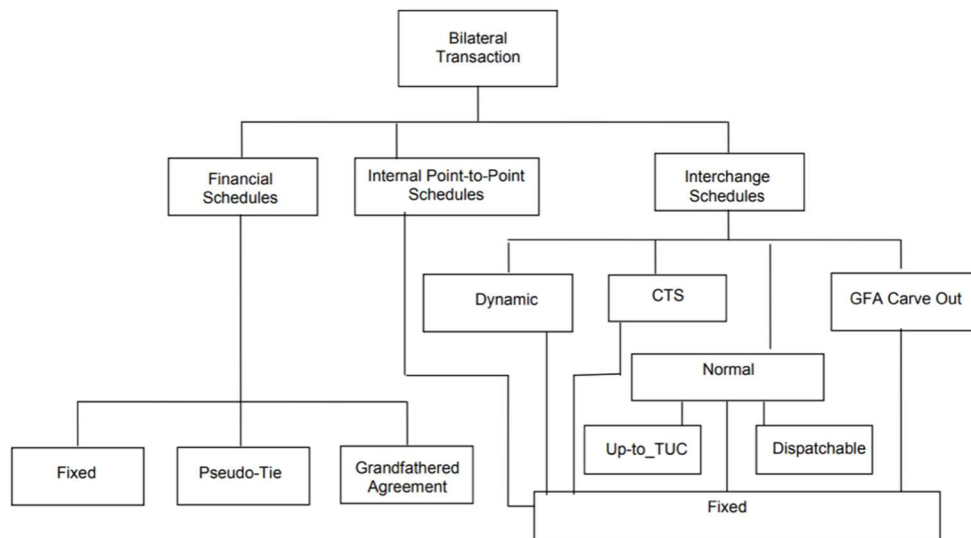 Bilateral
Transaction
Financial
Schedules
Internal Point-to-Point
Schedules
Interchange
Schedules
Dynamic
CTS
GFA Carve Out
Normal
Up-to_TUC
Dispatchable
Fixed
Pseudo-Tie
Grandfathered
Agreement
Fixed